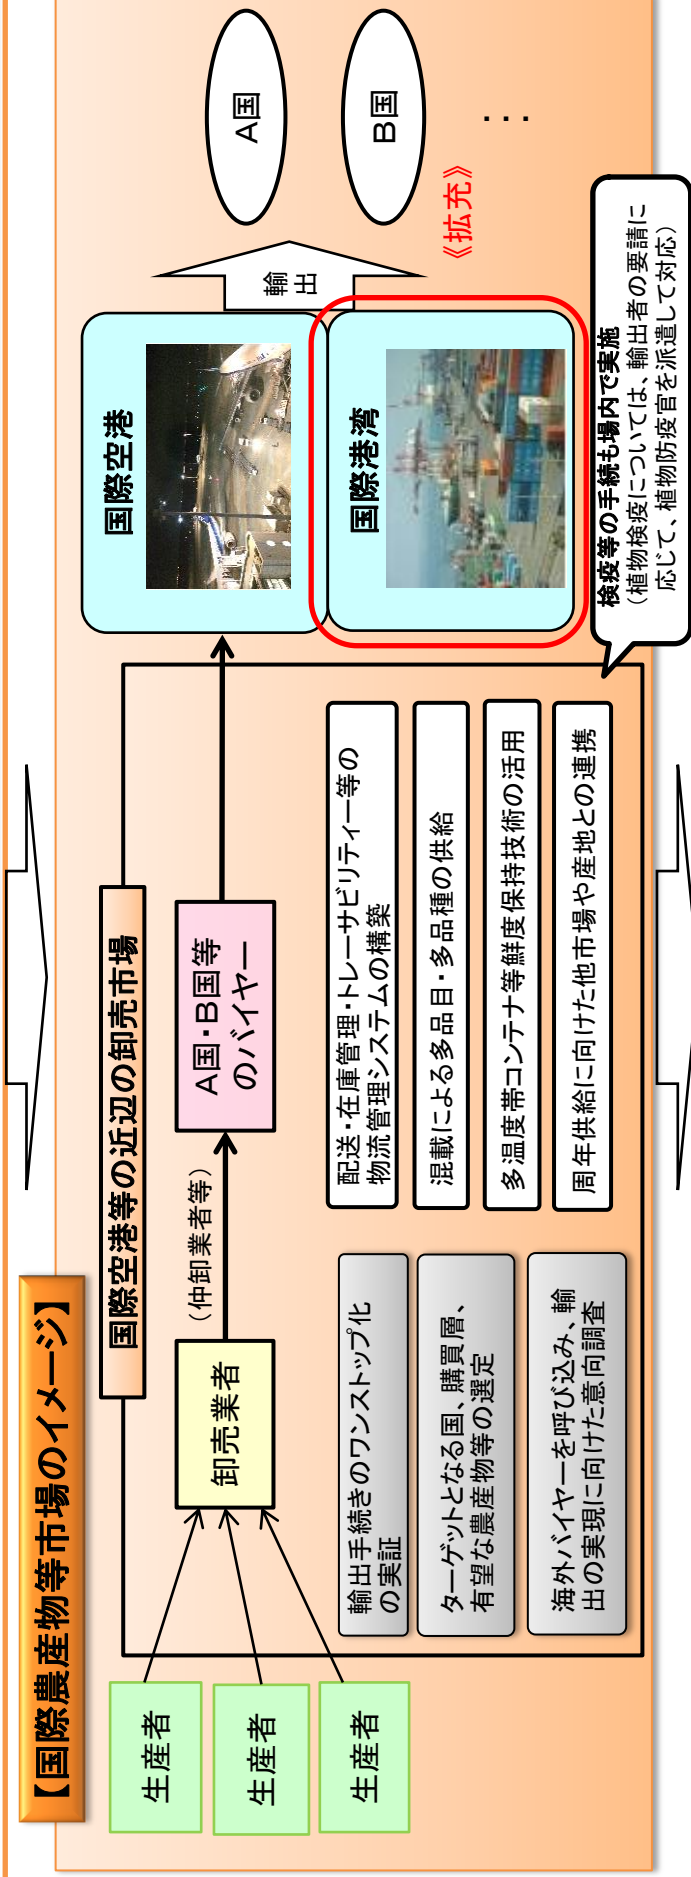 【国際農産物等市場のイメージ】
国際空港等の近辺の卸売市場
生産者
生産者
生産者
卸売業者
（仲卸業者等）
A国・B国等
のバイヤー
輸出手続きのワンストップ化
の実証
ターゲットとなる国、購買層、
有望な農産物等の選定
海外バイヤーを呼び込み、輸
出の実現に向けた意向調査
配送・在庫管理・トレーサビリティー等の
物流管理システムの構築
混載による多品目・多品種の供給
多温度帯コンテナ等鮮度保持技術の活用
周年供給に向けた他市場や産地との連携
国際空港
国際港湾
輸
出
A国
B国
・・・
《拡充》
検疫等の手続も場内で実施
（植物検疫については、輸出者の要請に
応じて、植物防疫官を派遣して対応）